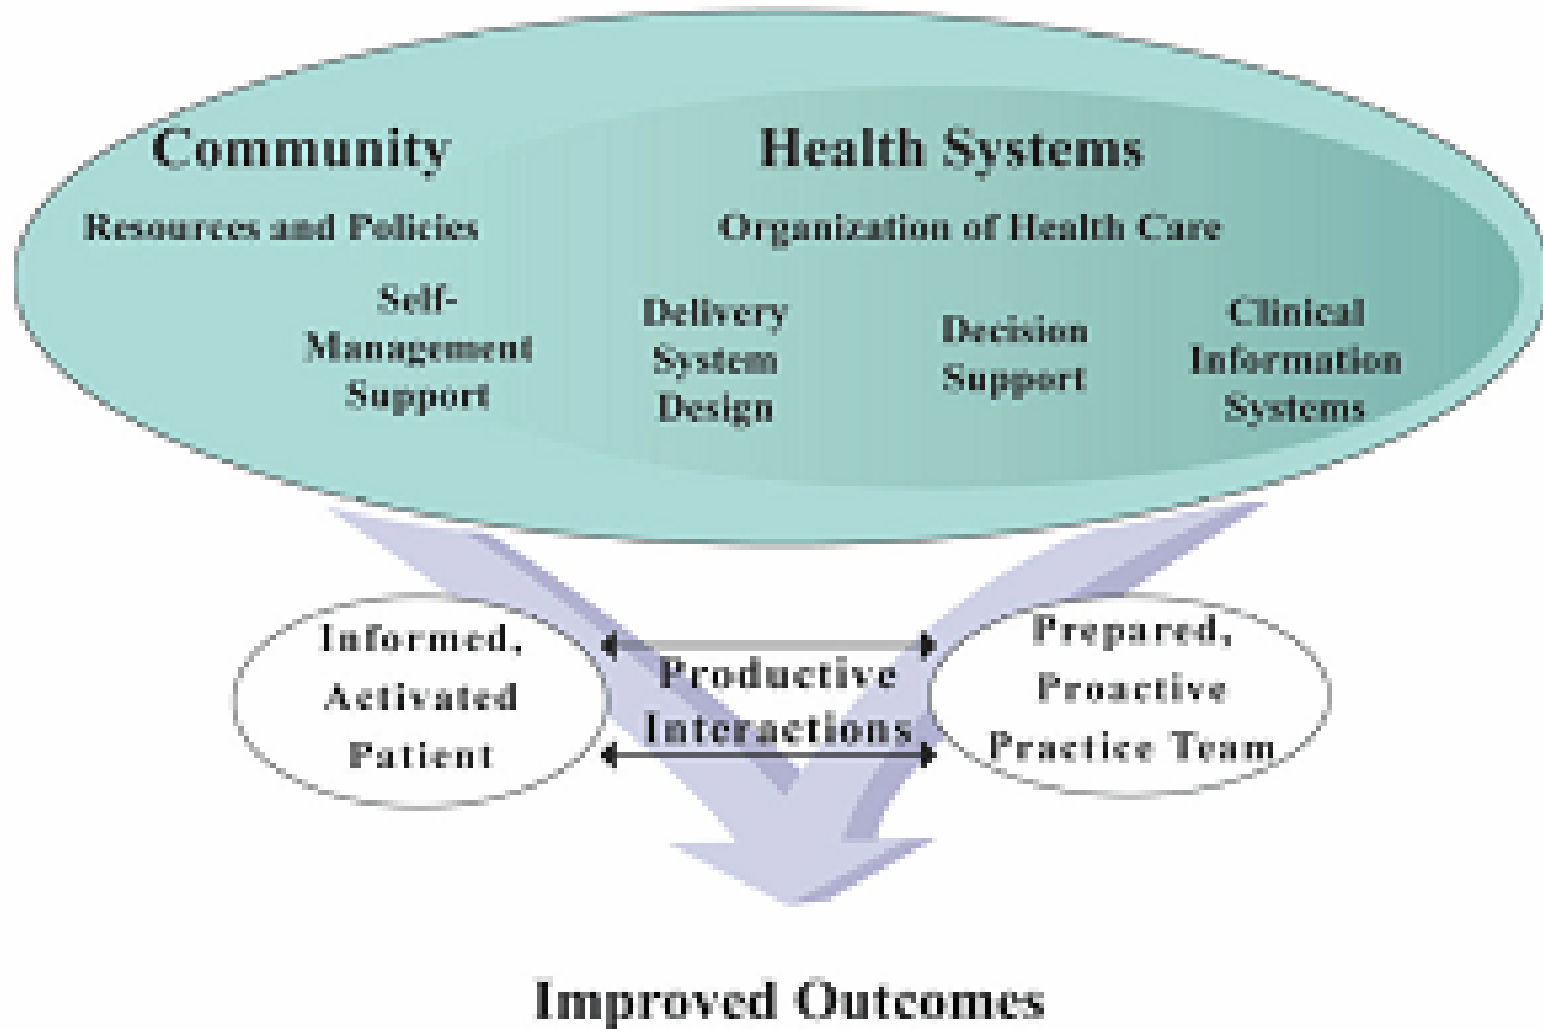 Community
Health Systems
Resources and Policies
Organization of Health Care
Self-
Management
Support
Delivery
System
Design
Decision
Support
Clinical
Information
Systems
Informed,
Activated
Patient
Productive
Interactions
Prepared,
Proactive
Practice Team
Improved Outcomes